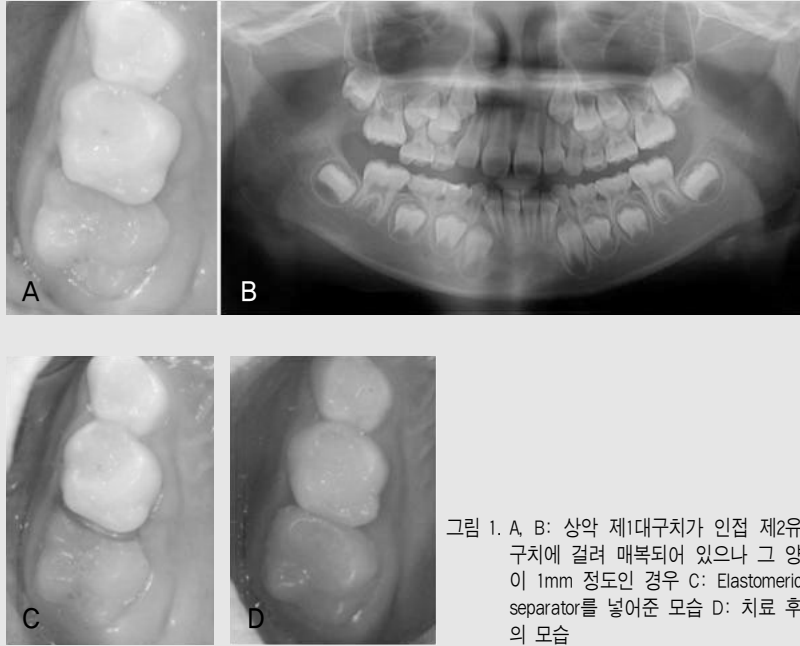 A
B
C
D
그림 1. A, B: 상악 제1대구치가 인접 제2유
구치에 걸려 매복되어 있으나 그 양
이 1mm 정도인 경우 C: Elastomeric
separator를 넣어준 모습 D: 치료 후
의 모습